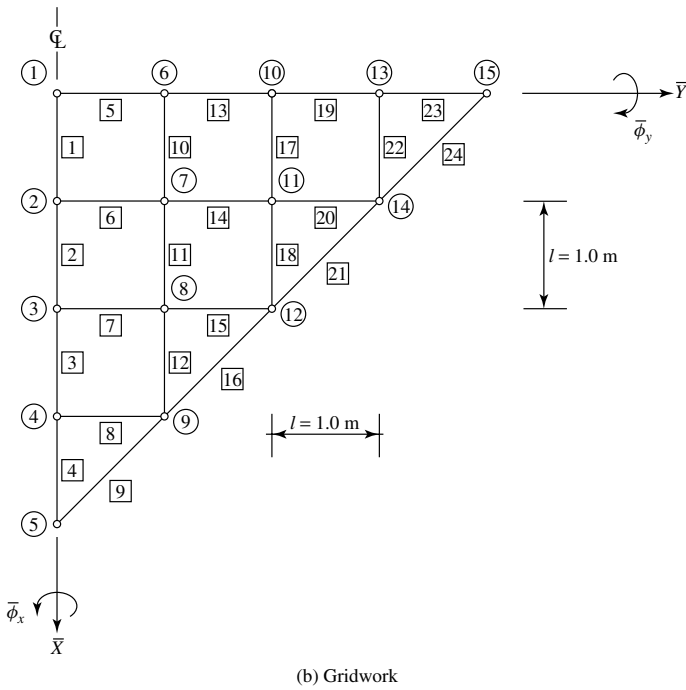 ℄
1 6 10 13 15
Ȳ
5 13 19 23
ϕ̄y
1 10 17 22 24
7 11
2 14
6 14 20
2 11 18 21
l = 1.0 m
8
3 12
7 15
3 12 16
l = 1.0 m
4 9
8
4 9
5
ϕ̄x
X̄
(b) Gridwork